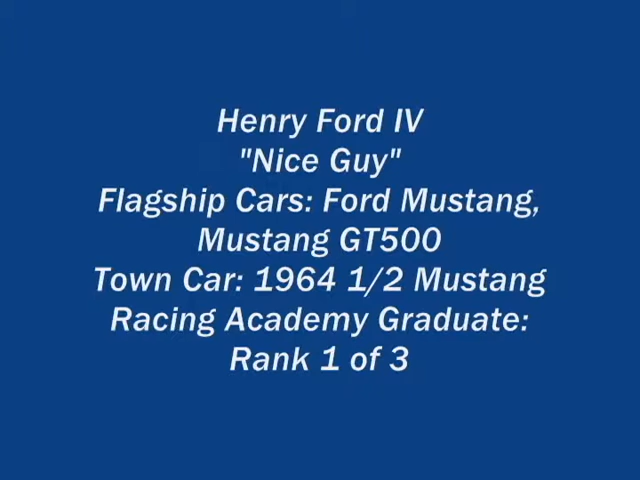 Henry Ford IV
"Nice Guy"
Flagship Cars: Ford Mustang,
Mustang GT500
Town Car: 1964 1/2 Mustang
Racing Academy Graduate:
Rank 1 of 3